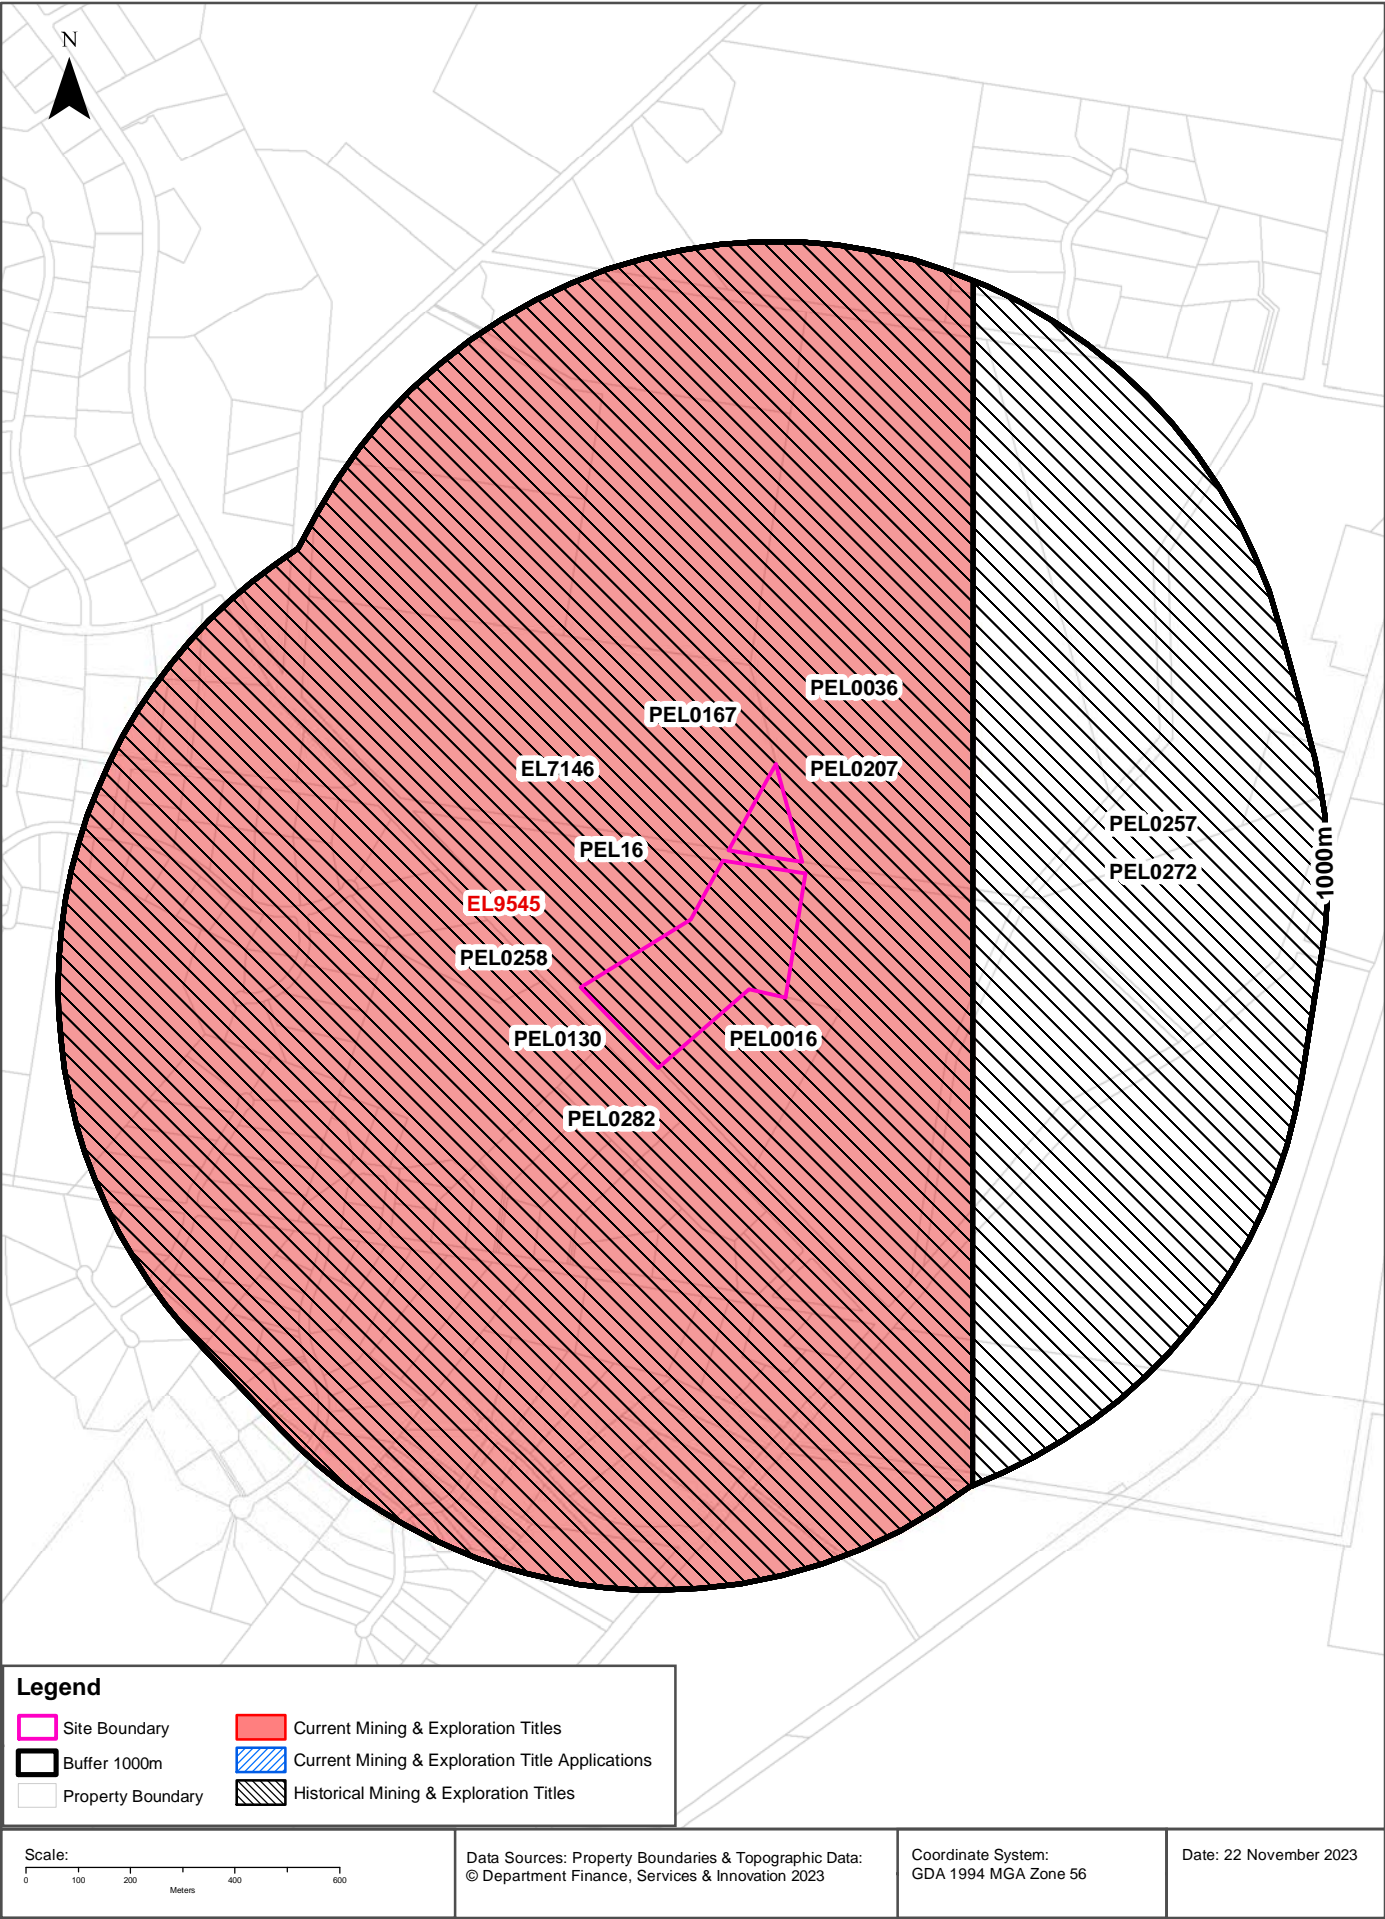 N
PEL0036
PEL0167
EL7146
PEL0207
PEL16
PEL0257
PEL0272
1000m
EL9545
PEL0258
PEL0130
PEL0016
PEL0282
Legend
Site Boundary
Buffer 1000m
Property Boundary
Current Mining & Exploration Titles
Current Mining & Exploration Title Applications
Historical Mining & Exploration Titles
Scale:
0 100 200 400 600
Meters
Data Sources: Property Boundaries & Topographic Data:
© Department Finance, Services & Innovation 2023
Coordinate System:
GDA 1994 MGA Zone 56
Date: 22 November 2023